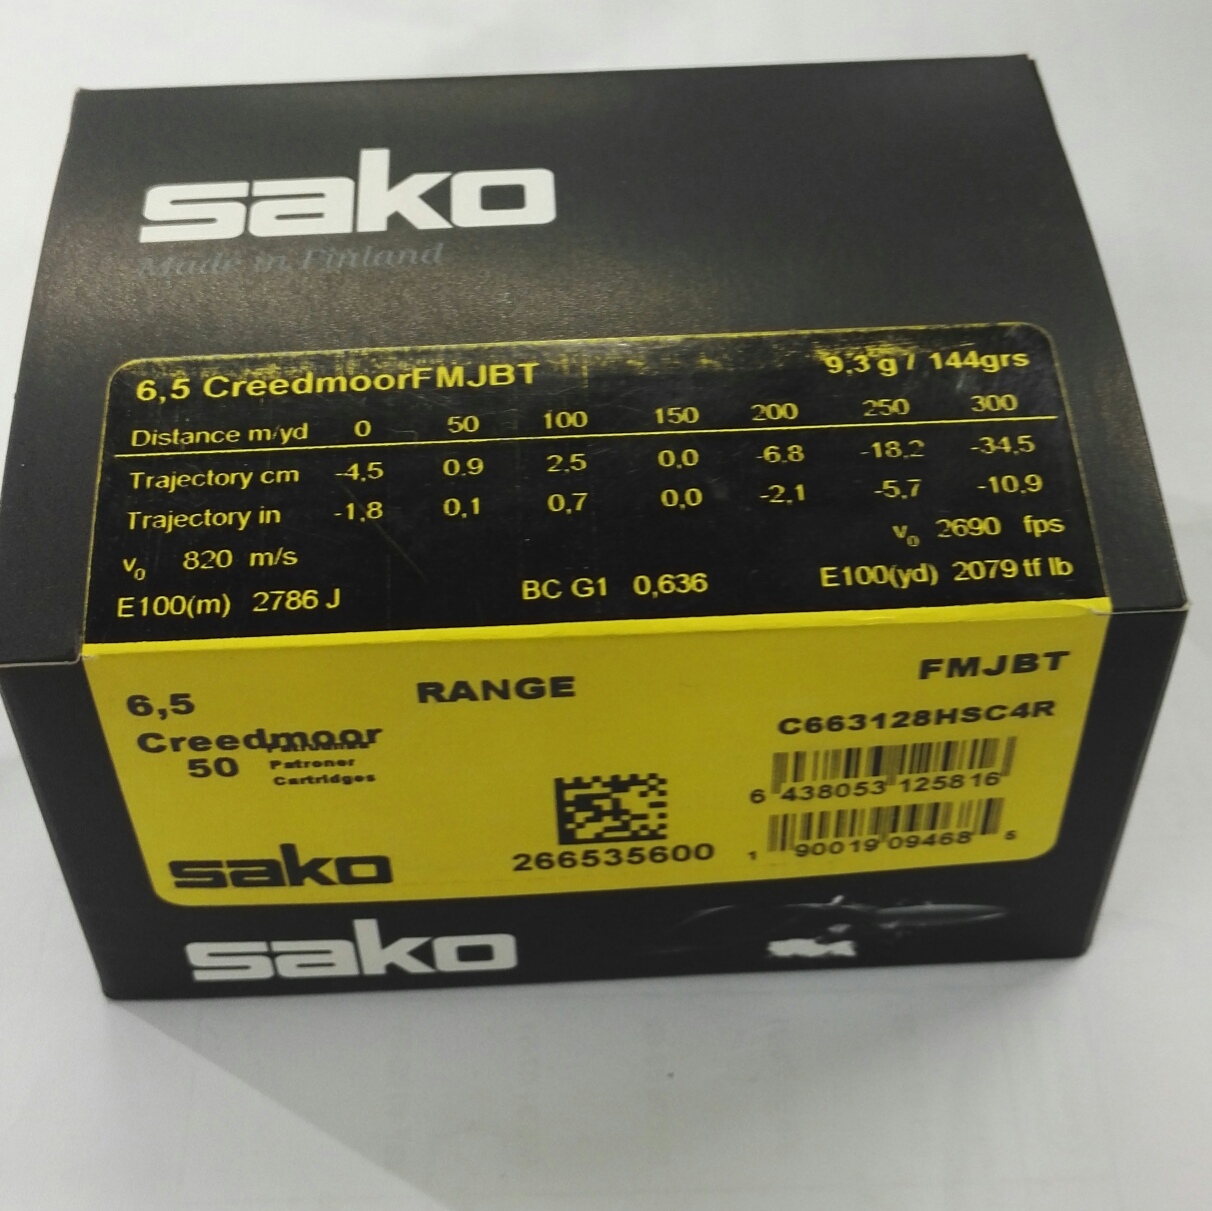 sako
Made in Finland
6,5 CreedmoorFMJBT 9,3 g / 144grs
Distance m/yd 0 50 100 150 200 250 300
Trajectory cm -4,5 0,9 2,5 0,0 -6,8 -18,2 -34,5
Trajectory in -1,8 0,1 0,7 0,0 -2,1 -5,7 -10,9
v0 820 m/s v0 2690 fps
E100(m) 2786 J BC G1 0,636 E100(yd) 2079 tf lb
6,5 RANGE FMJBT
Creedmoor C663128HSC4R
50 Patroner
Cartridges
6 438053 125816
266535600
1 90019 09468 5
sako
sako